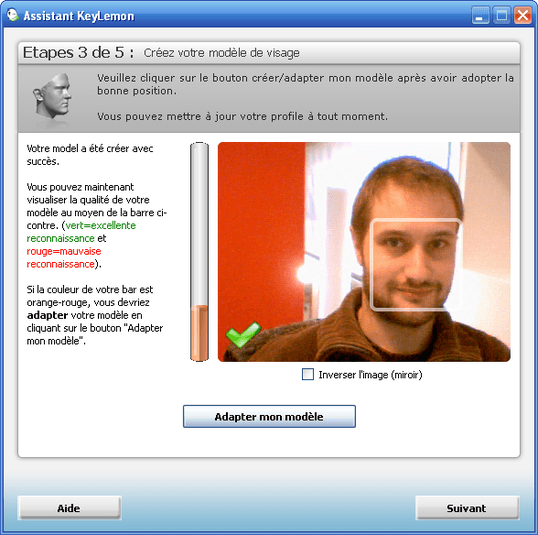 Assistant KeyLemon
Etapes 3 de 5 : Créez votre modèle de visage
Veuillez cliquer sur le bouton créer/adapter mon modèle après avoir adopter la
bonne position.
Vous pouvez mettre à jour votre profile à tout moment.
Votre model a été créer avec
succès.
Vous pouvez maintenant
visualiser la qualité de votre
modèle au moyen de la barre ci-
contre. (vert=excellente
reconnaissance et
rouge=mauvaise
reconnaissance).
Si la couleur de votre bar est
orange-rouge, vous devriez
adapter votre modèle en
cliquant sur le bouton "Adapter
mon modèle".
Inverser l'image (miroir)
Adapter mon modèle
Aide
Suivant